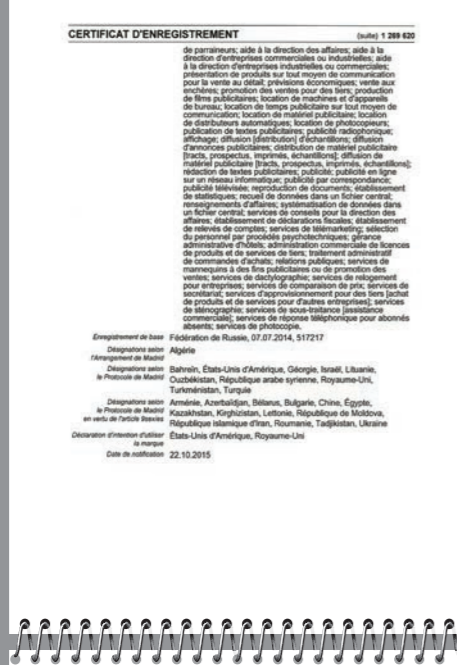 CERTIFICAT D'ENREGISTREMENT (suite) 1 269 620
de parraineurs; aide à la direction des affaires; aide à la
direction d'entreprises commerciales ou industrielles; aide
à la direction d'entreprises industrielles ou commerciales;
présentation de produits sur tout moyen de communication
pour la vente au détail; prévisions économiques; vente aux
enchères; promotion des ventes pour des tiers; production
de films publicitaires; location de machines et d'appareils
de bureau; location de temps publicitaire sur tout moyen de
communication; location de matériel publicitaire; location
de distributeurs automatiques; location de photocopieurs;
publication de textes publicitaires; publicité radiophonique;
affichage; diffusion [distribution] d'échantillons; diffusion
d'annonces publicitaires; distribution de matériel publicitaire
[tracts, prospectus, imprimés, échantillons]; diffusion de
matériel publicitaire [tracts, prospectus, imprimés, échantillons];
rédaction de textes publicitaires; publicité; publicité en ligne
sur un réseau informatique; publicité par correspondance;
publicité télévisée; reproduction de documents; établissement
de statistiques; recueil de données dans un fichier central;
renseignements d'affaires; systématisation de données dans
un fichier central; services de conseils pour la direction des
affaires; établissement de déclarations fiscales; établissement
de relevés de comptes; services de télémarketing; sélection
du personnel par procédés psychotechniques; gérance
administrative d'hôtels; administration commerciale de licences
de produits et de services de tiers; traitement administratif
de commandes d'achats; relations publiques; services de
mannequins à des fins publicitaires ou de promotion des
ventes; services de dactylographie; services de relogement
pour entreprises; services de comparaison de prix; services de
secrétariat; services d'approvisionnement pour des tiers [achat
de produits et de services pour d'autres entreprises]; services
de sténographie; services de sous-traitance [assistance
commerciale]; services de réponse téléphonique pour abonnés
absents; services de photocopie.
Enregistrement de base Fédération de Russie, 07.07.2014, 517217
Désignations selon l'Arrangement de Madrid Algérie
Désignations selon le Protocole de Madrid Bahreïn, États-Unis d'Amérique, Géorgie, Israël, Lituanie,
Ouzbékistan, République arabe syrienne, Royaume-Uni,
Turkménistan, Turquie
Désignations selon le Protocole de Madrid en vertu de l'article 9sexies Arménie, Azerbaïdjan, Bélarus, Bulgarie, Chine, Égypte,
Kazakhstan, Kirghizistan, Lettonie, République de Moldova,
République islamique d'Iran, Roumanie, Tadjikistan, Ukraine
Déclaration d'intention d'utiliser la marque États-Unis d'Amérique, Royaume-Uni
Date de notification 22.10.2015